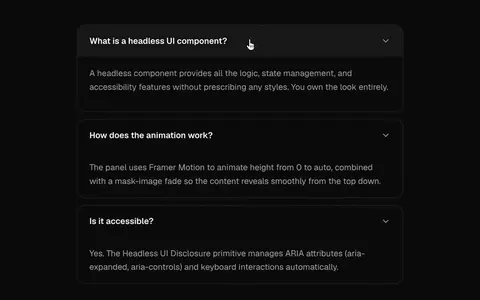 What is a headless UI component?
A headless component provides all the logic, state management, and
accessibility features without prescribing any styles. You own the look entirely.
How does the animation work?
The panel uses Framer Motion to animate height from 0 to auto, combined
with a mask-image fade so the content reveals smoothly from the top down.
Is it accessible?
Yes. The Headless UI Disclosure primitive manages ARIA attributes (aria-
expanded, aria-controls) and keyboard interactions automatically.